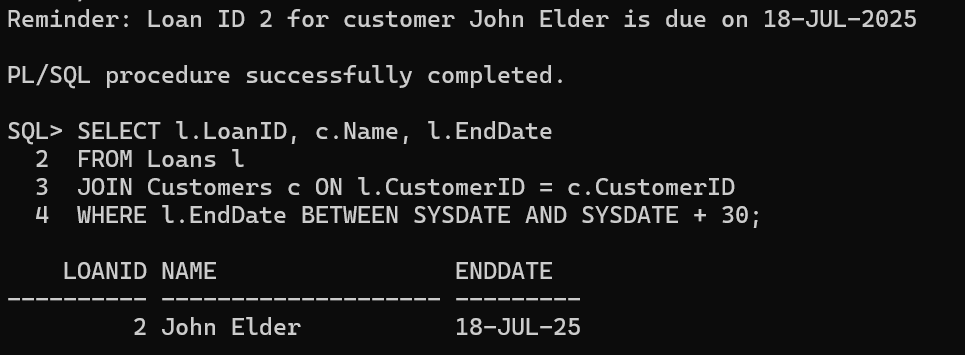 Reminder: Loan ID 2 for customer John Elder is due on 18-JUL-2025
PL/SQL procedure successfully completed.
SQL> SELECT l.LoanID, c.Name, l.EndDate
  2  FROM Loans l
  3  JOIN Customers c ON l.CustomerID = c.CustomerID
  4  WHERE l.EndDate BETWEEN SYSDATE AND SYSDATE + 30;
    LOANID NAME                 ENDDATE
---------- -------------------- ---------
         2 John Elder           18-JUL-25